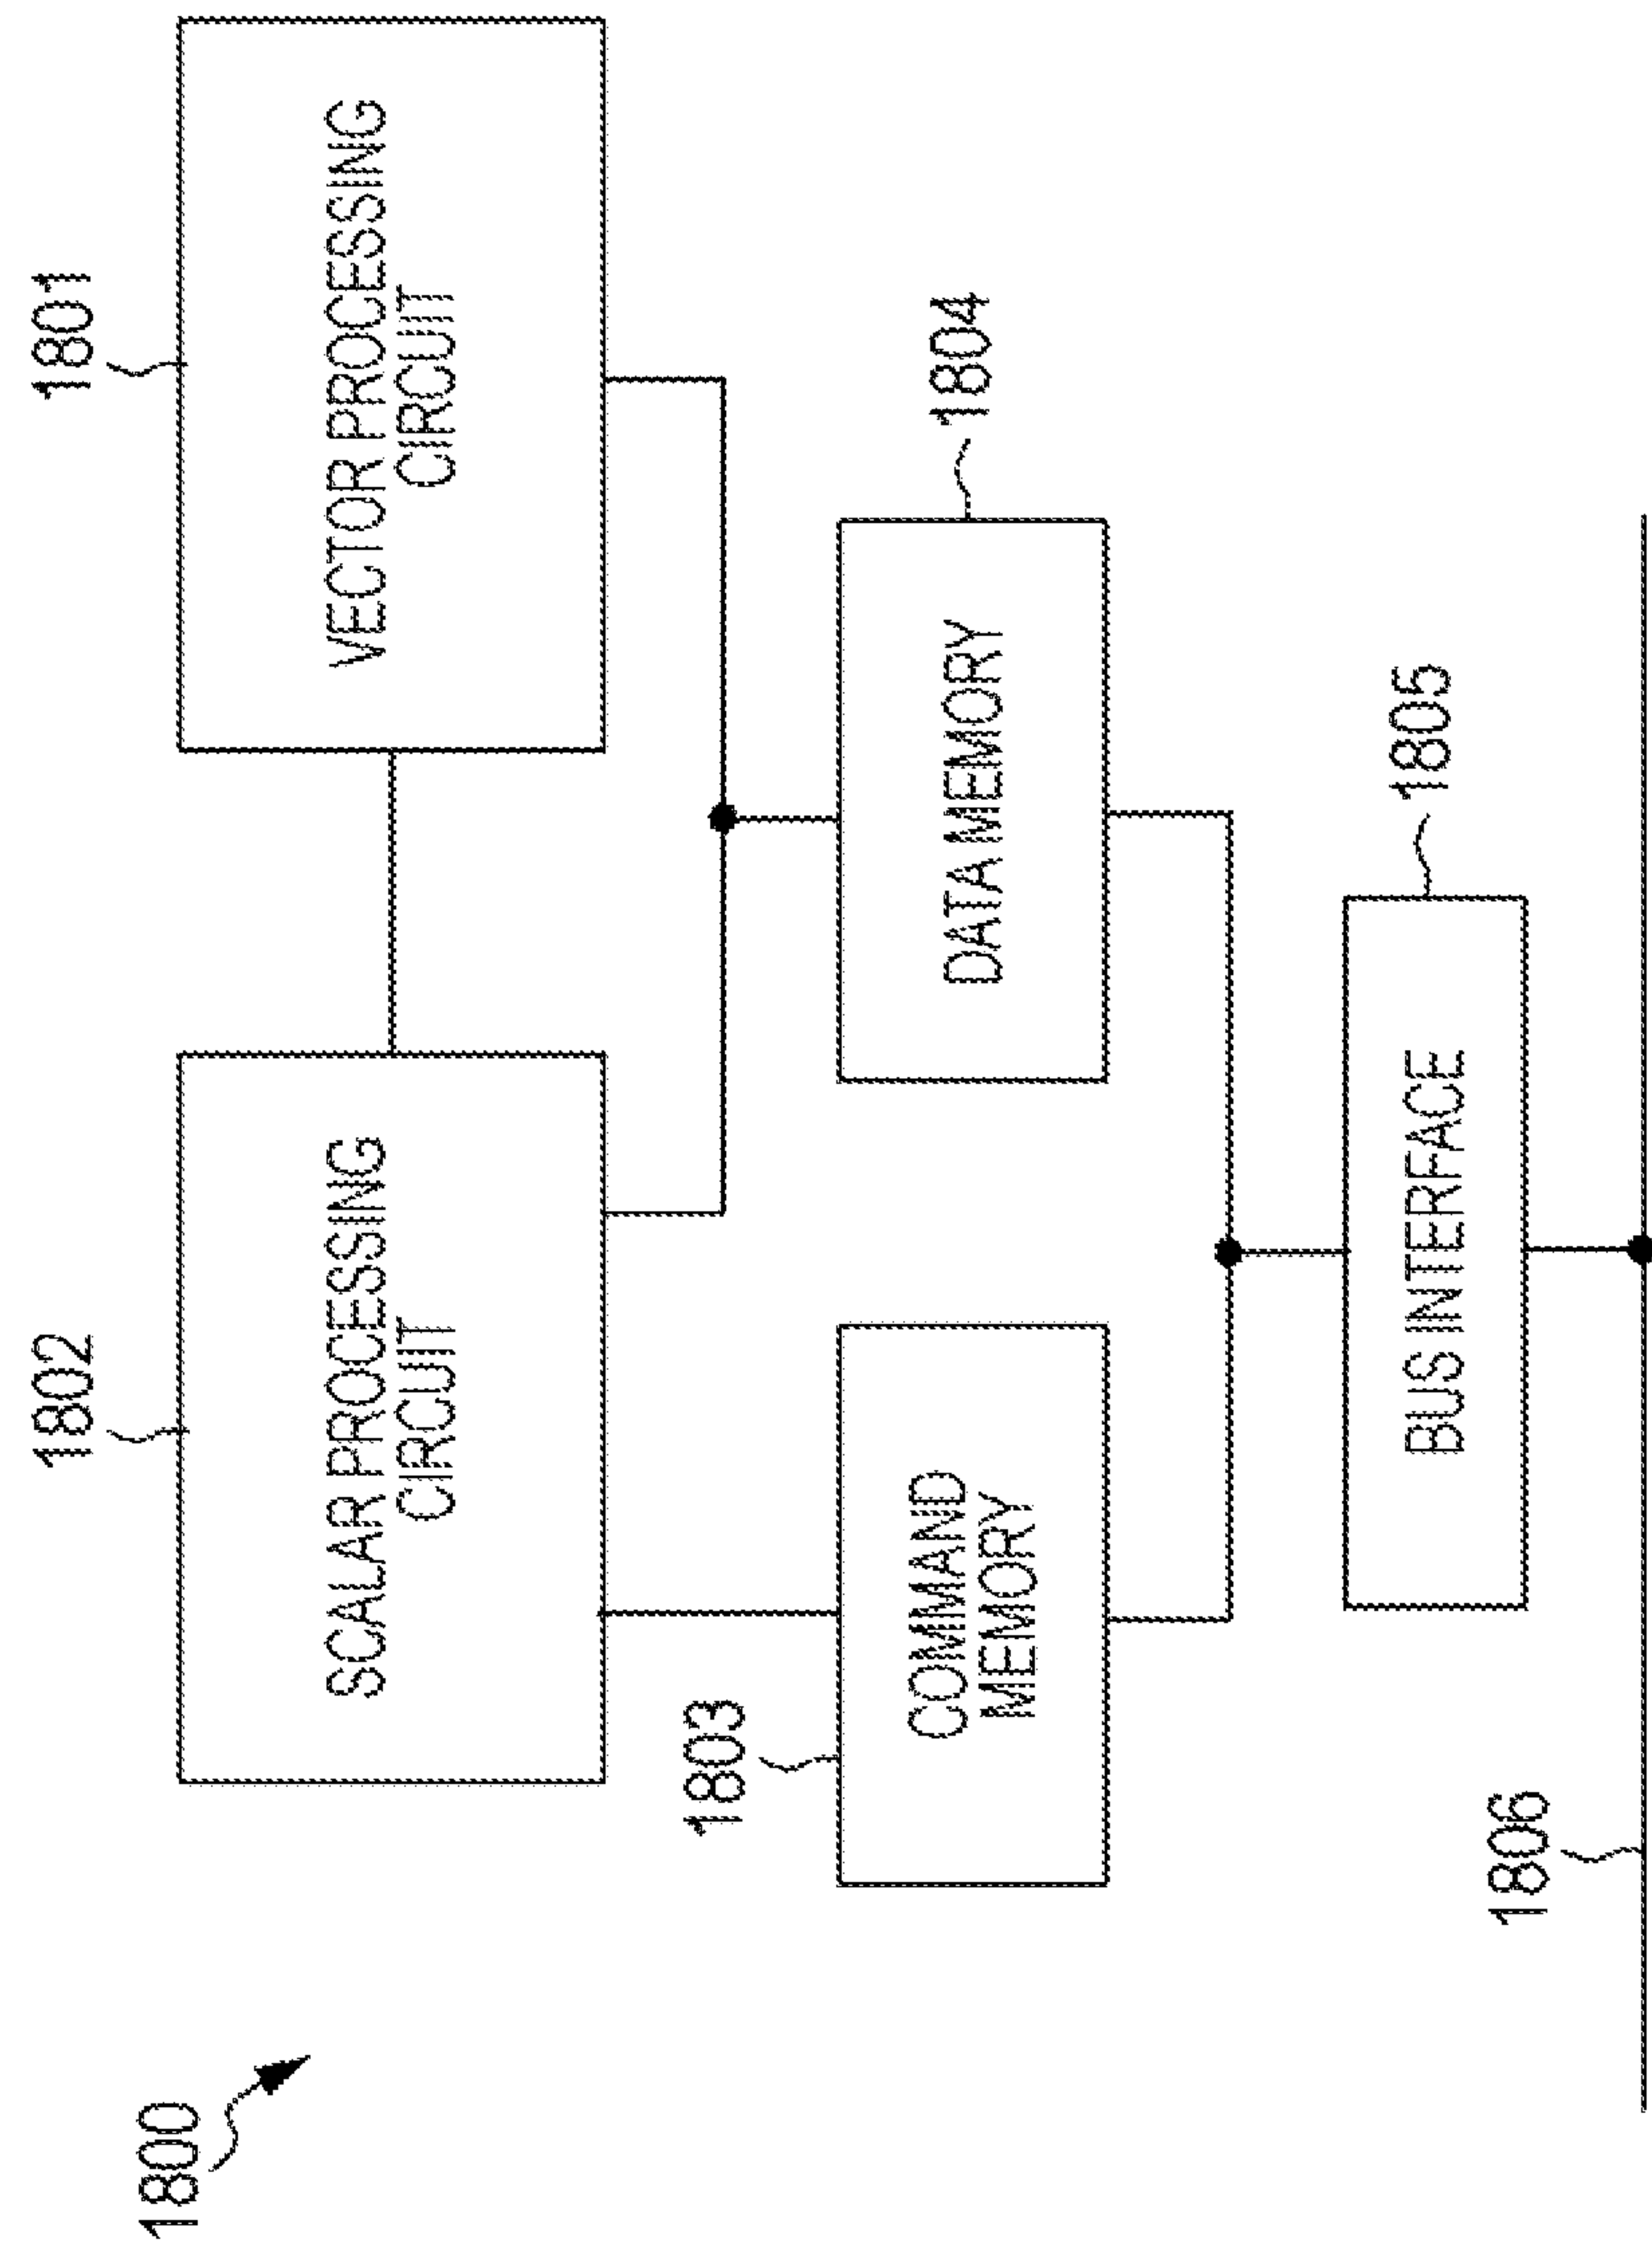 1800
1802
SCALAR PROCESSING
CIRCUIT
1801
VECTOR PROCESSING
CIRCUIT
1803
COMMAND
MEMORY
DATA MEMORY
1804
BUS INTERFACE
1805
1806